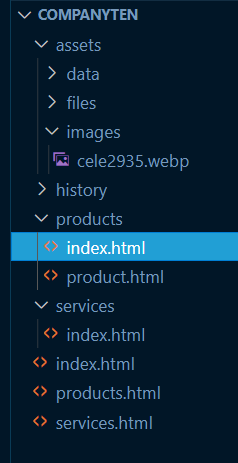 COMPANYTEN
assets
data
files
images
cele2935.webp
history
products
index.html
product.html
services
index.html
index.html
products.html
services.html